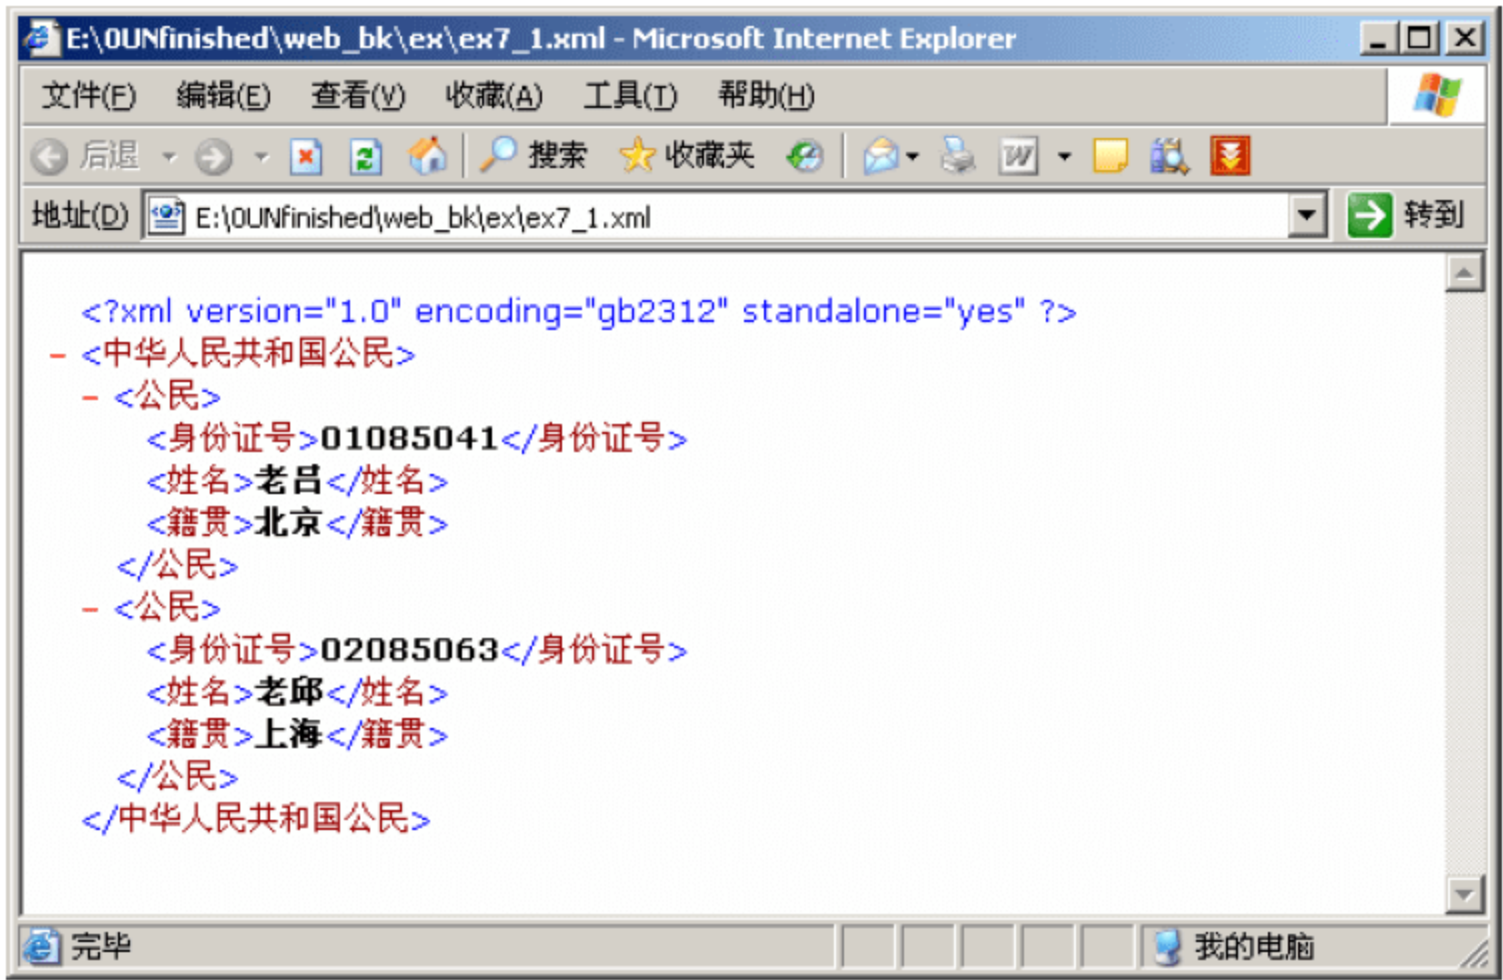 E:\0UNfinished\web_bk\ex\ex7_1.xml - Microsoft Internet Explorer
文件(F) 编辑(E) 查看(V) 收藏(A) 工具(T) 帮助(H)
后退 搜索 收藏夹 W
地址(D) E:\0UNfinished\web_bk\ex\ex7_1.xml 转到
<?xml version="1.0" encoding="gb2312" standalone="yes" ?>
- <中华人民共和国公民>
- <公民>
<身份证号>01085041</身份证号>
<姓名>老吕</姓名>
<籍贯>北京</籍贯>
</公民>
- <公民>
<身份证号>02085063</身份证号>
<姓名>老邱</姓名>
<籍贯>上海</籍贯>
</公民>
</中华人民共和国公民>
完毕 我的电脑